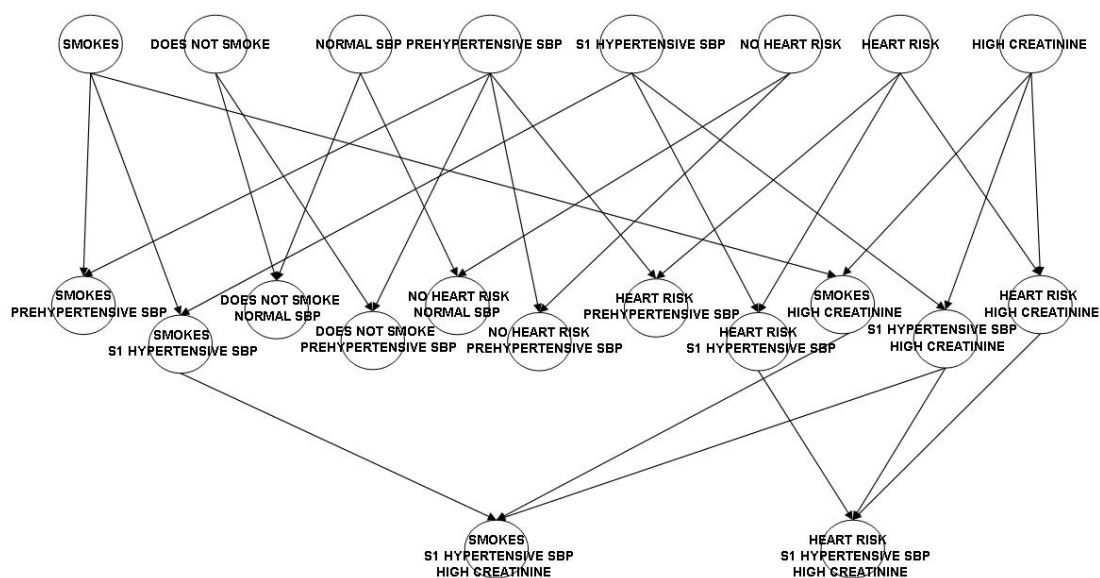 SMOKES
DOES NOT SMOKE
NORMAL SBP
PREHYPERTENSIVE SBP
S1 HYPERTENSIVE SBP
NO HEART RISK
HEART RISK
HIGH CREATININE
SMOKES
PREHYPERTENSIVE SBP
SMOKES
S1 HYPERTENSIVE SBP
DOES NOT SMOKE
NORMAL SBP
DOES NOT SMOKE
PREHYPERTENSIVE SBP
NO HEART RISK
NORMAL SBP
NO HEART RISK
PREHYPERTENSIVE SBP
HEART RISK
PREHYPERTENSIVE SBP
HEART RISK
S1 HYPERTENSIVE SBP
SMOKES
HIGH CREATININE
S1 HYPERTENSIVE SBP
HIGH CREATININE
HEART RISK
HIGH CREATININE
SMOKES
S1 HYPERTENSIVE SBP
HIGH CREATININE
HEART RISK
S1 HYPERTENSIVE SBP
HIGH CREATININE